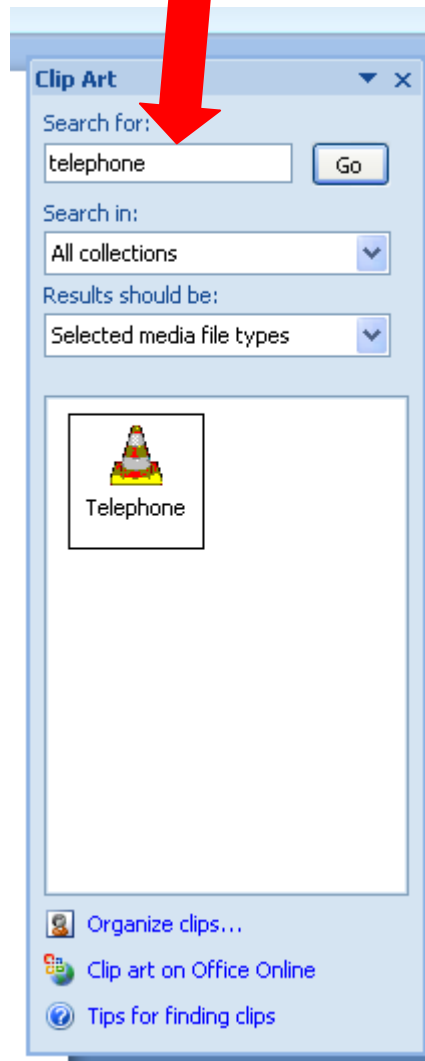 Clip Art
Search for:
telephone
Go
Search in:
All collections
Results should be:
Selected media file types
Telephone
Organize clips...
Clip art on Office Online
Tips for finding clips